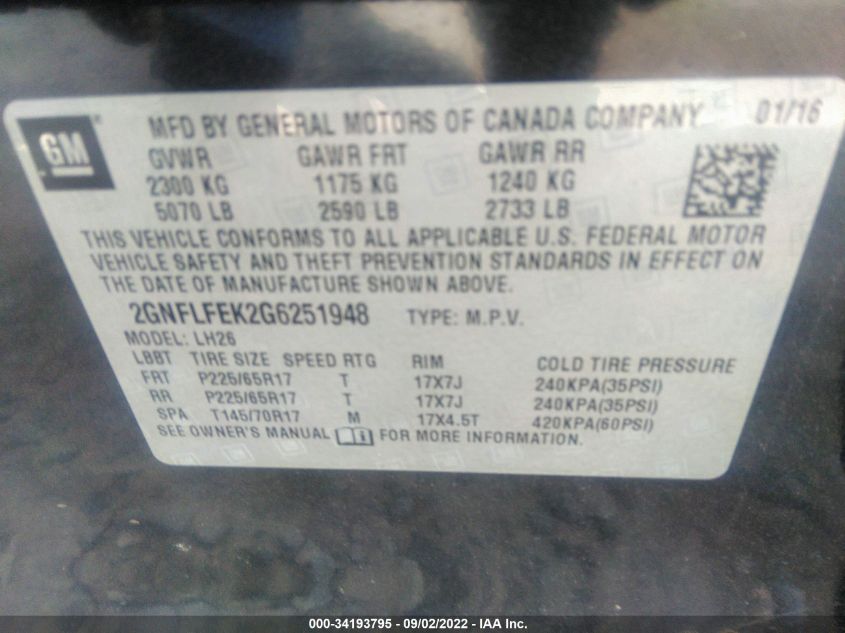 GM
MFD BY GENERAL MOTORS OF CANADA COMPANY 01/16
GVWR GAWR FRT GAWR RR
2300 KG 1175 KG 1240 KG
5070 LB 2590 LB 2733 LB
THIS VEHICLE CONFORMS TO ALL APPLICABLE U.S. FEDERAL MOTOR
VEHICLE SAFETY AND THEFT PREVENTION STANDARDS IN EFFECT ON
THE DATE OF MANUFACTURE SHOWN ABOVE.
2GNFLFEK2G6251948 TYPE: M.P.V.
MODEL: LH26
LBBT TIRE SIZE SPEED RTG RIM COLD TIRE PRESSURE
FRT P225/65R17 T 17X7J 240KPA(35PSI)
RR P225/65R17 T 17X7J 240KPA(35PSI)
SPA T145/70R17 M 17X4.5T 420KPA(60PSI)
SEE OWNER'S MANUAL FOR MORE INFORMATION.
000-34193795 - 09/02/2022 - IAA Inc.